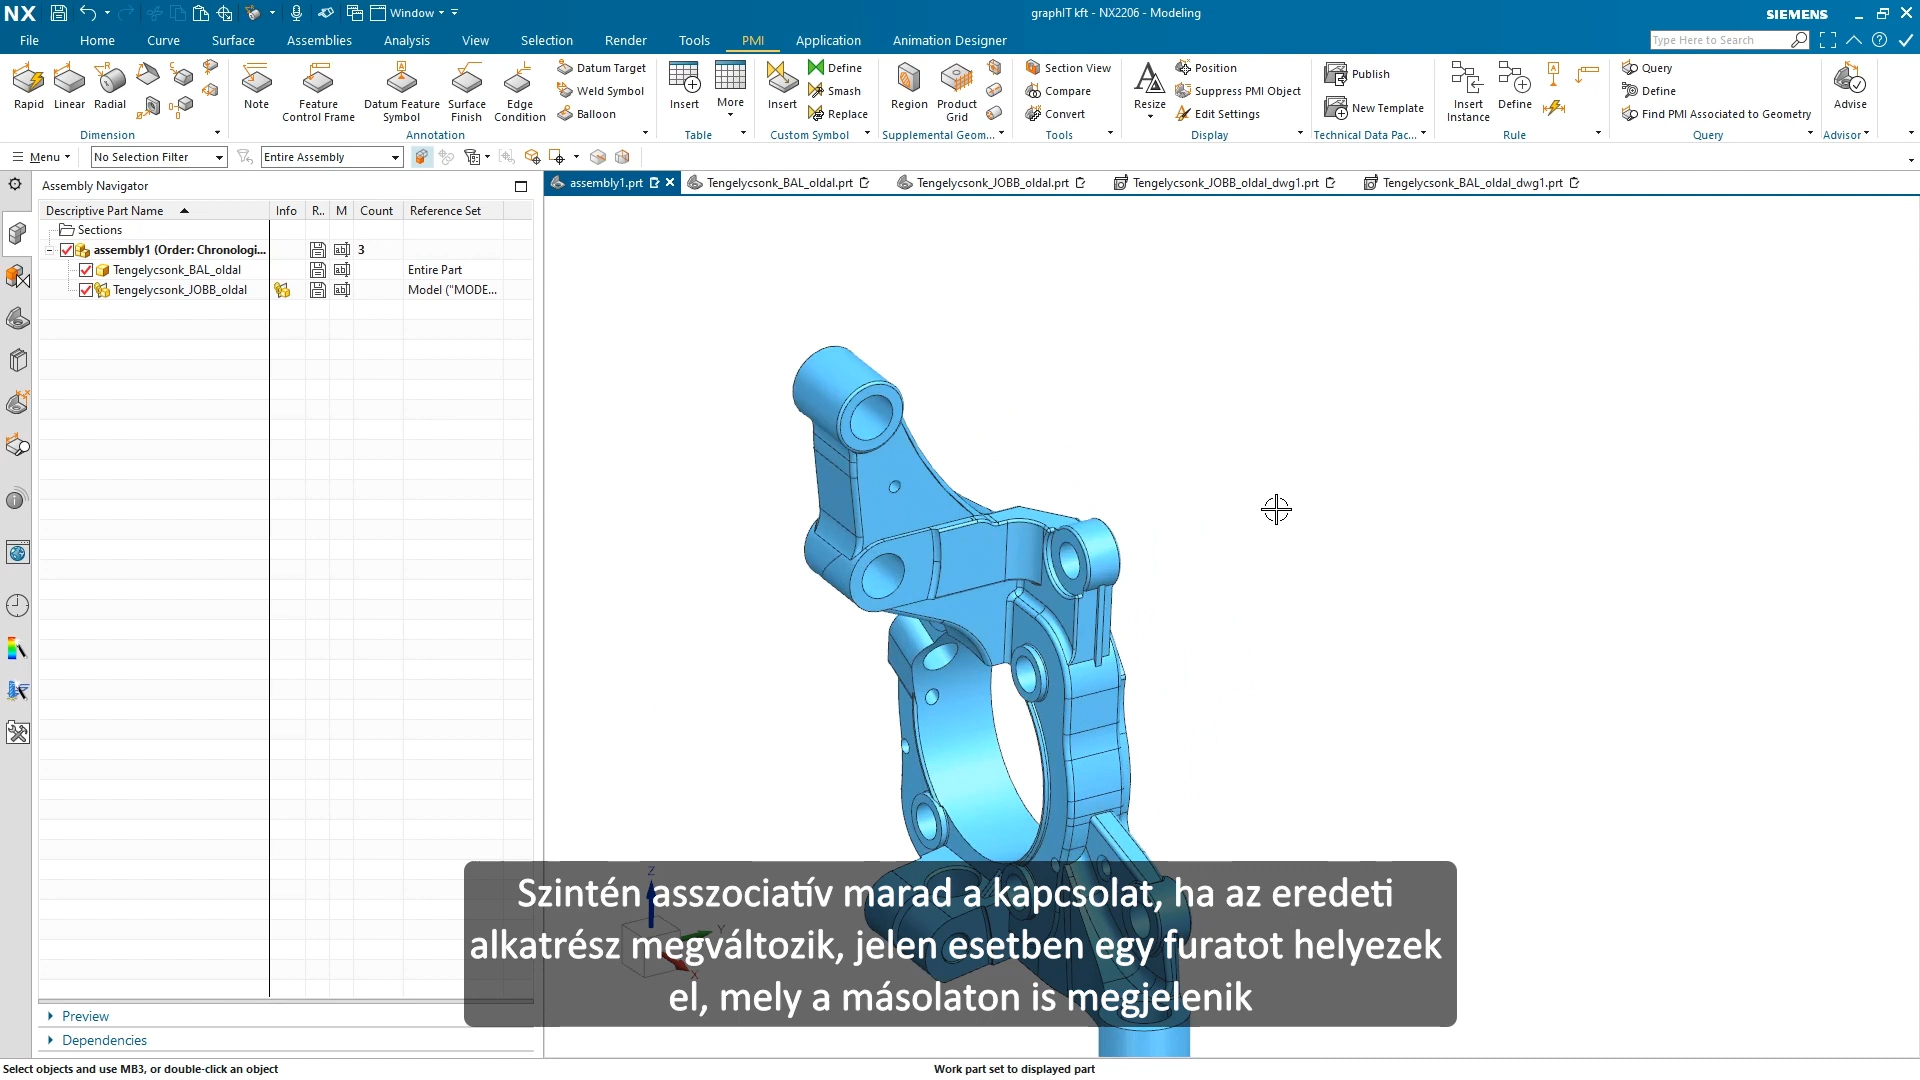 NX
Window
graphIT kft - NX2206 - Modeling
SIEMENS
File Home Curve Surface Assemblies Analysis View Selection Render Tools PMI Application Animation Designer
Type Here to Search
Rapid Linear Radial
Dimension
Note Feature Control Frame Datum Feature Symbol Surface Finish Edge Condition
Datum Target
Weld Symbol
Balloon
Annotation
Insert More
Table
Insert
Define
Smash
Replace
Custom Symbol
Region Product Grid
Supplemental Geom...
Section View
Compare
Convert
Tools
Resize
Position
Suppress PMI Object
Edit Settings
Display
Publish
New Template
Technical Data Pac...
Insert Instance Define
Rule
Query
Define
Find PMI Associated to Geometry
Query
Advise
Advisor
Menu No Selection Filter Entire Assembly
Assembly Navigator
assembly1.prt Tengelycsonk_BAL_oldal.prt Tengelycsonk_JOBB_oldal.prt Tengelycsonk_JOBB_oldal_dwg1.prt Tengelycsonk_BAL_oldal_dwg1.prt
Descriptive Part Name Info R.. M Count Reference Set
Sections
assembly1 (Order: Chronologi... 3
Tengelycsonk_BAL_oldal Entire Part
Tengelycsonk_JOBB_oldal Model ("MODE...
Z
Y
X
Szintén asszociatív marad a kapcsolat, ha az eredeti
alkatrész megváltozik, jelen esetben egy furatot helyezek
el, mely a másolaton is megjelenik
Preview
Dependencies
Select objects and use MB3, or double-click an object
Work part set to displayed part